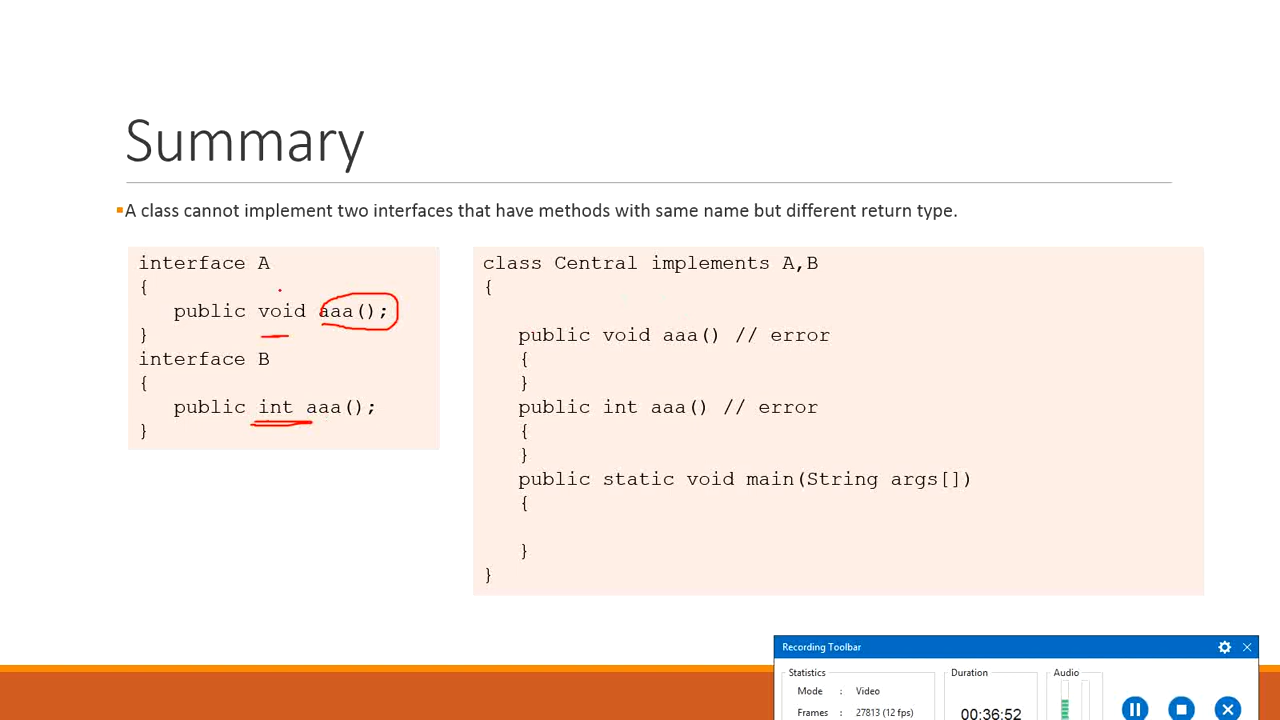 Summary
A class cannot implement two interfaces that have methods with same name but different return type.
interface A
{
public void aaa();
}
interface B
{
public int aaa();
}
class Central implements A,B
{
public void aaa() // error
{
}
public int aaa() // error
{
}
public static void main(String args[])
{
}
}
Recording Toolbar
Statistics
Mode : Video
Frames : 27813 (12 fps)
Duration
00:36:52
Audio